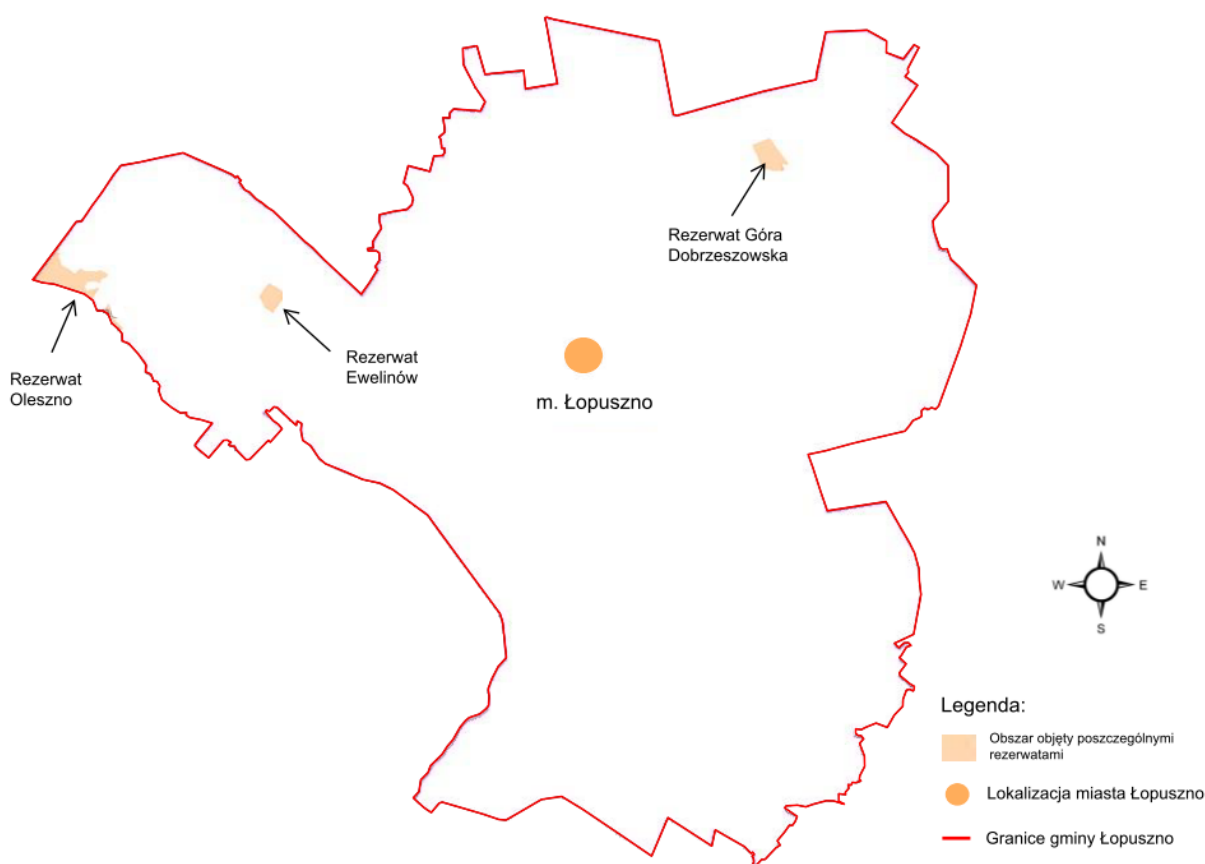 Rezerwat Góra
Dobrzeszowska
Rezerwat
Ewelinów
Rezerwat
Oleszno
m. Łopuszno
N
W
E
S
Legenda:
Obszar objęty poszczególnymi
rezerwatami
Lokalizacja miasta Łopuszno
Granice gminy Łopuszno